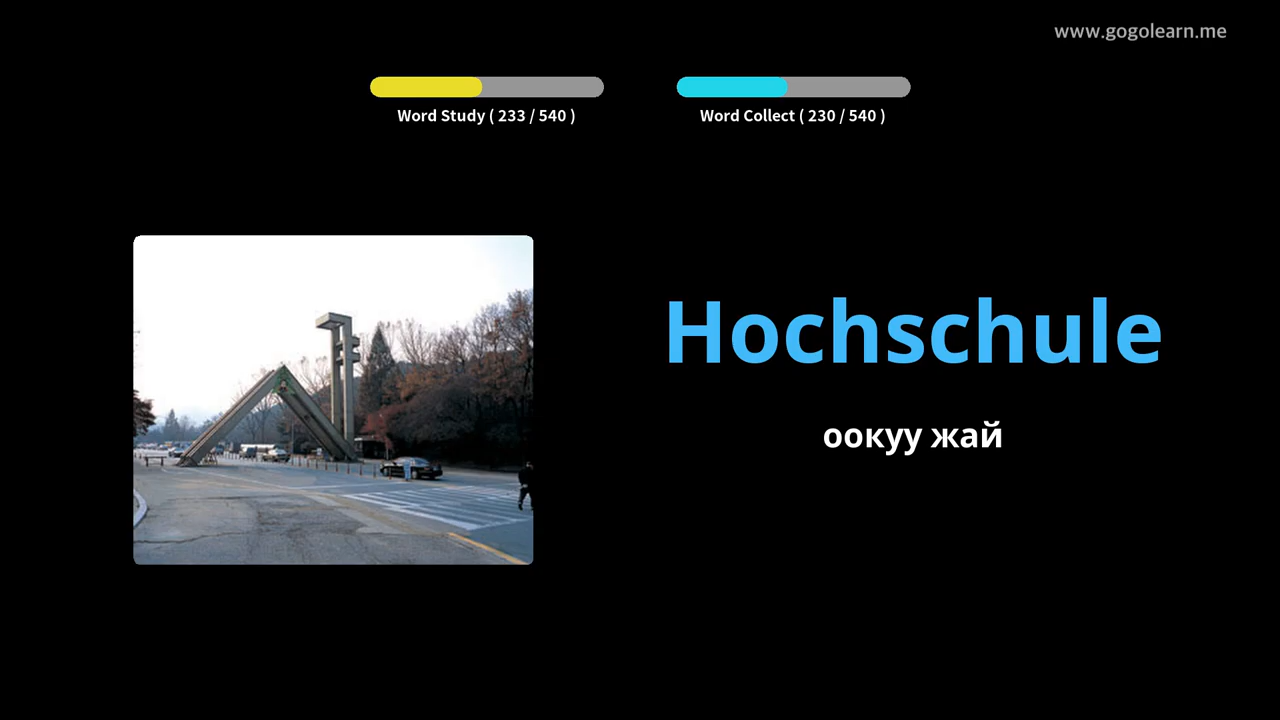 www.gogolearn.me
Word Study ( 233 / 540 )
Word Collect ( 230 / 540 )
Hochschule
оокуу жай